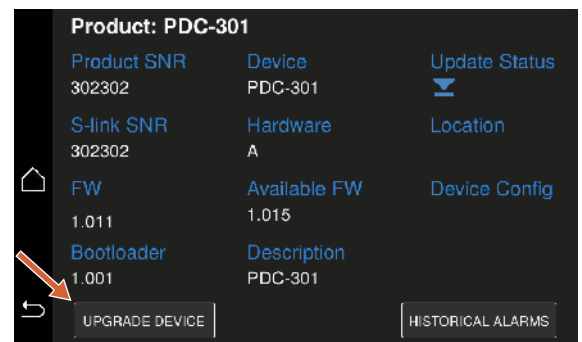 Product: PDC-301
Product SNR Device Update Status
302302 PDC-301
S-link SNR Hardware Location
302302 A
FW Available FW Device Config
1.011 1.015
Bootloader Description
1.001 PDC-301
UPGRADE DEVICE HISTORICAL ALARMS